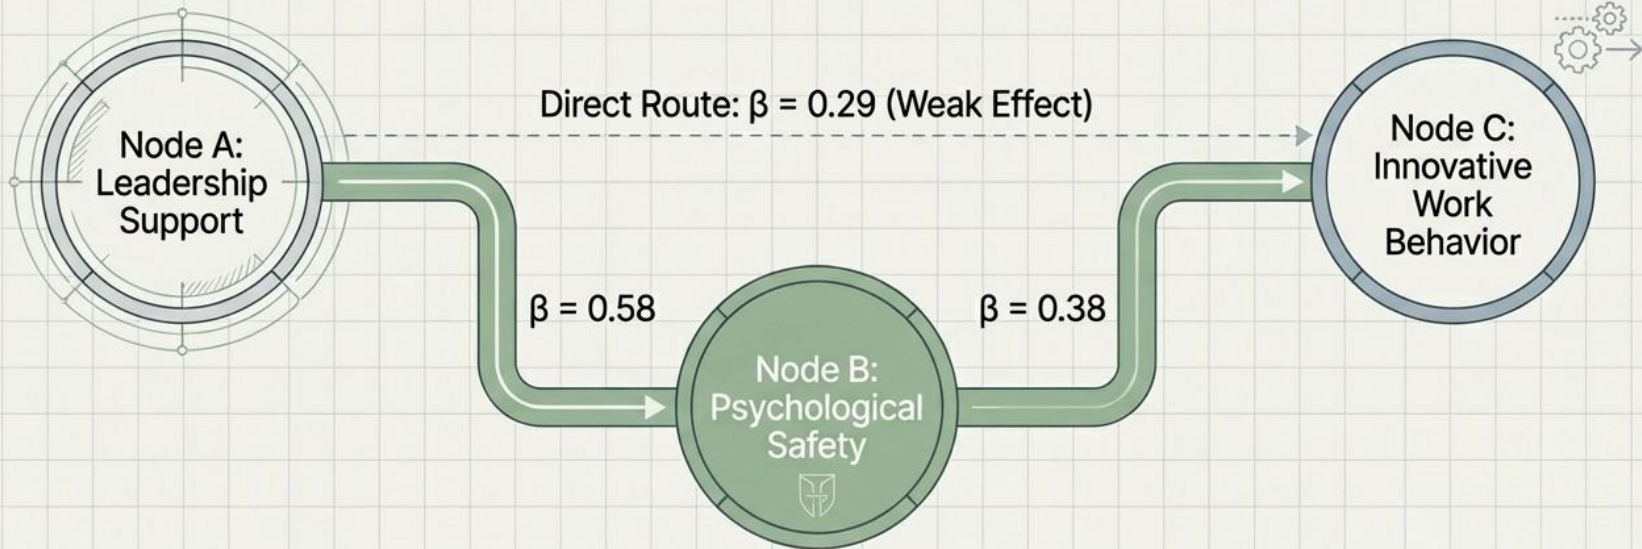 Direct Route: β = 0.29 (Weak Effect)
Node A:
Leadership
Support
Node C:
Innovative
Work
Behavior
β = 0.58
β = 0.38
Node B:
Psychological
Safety